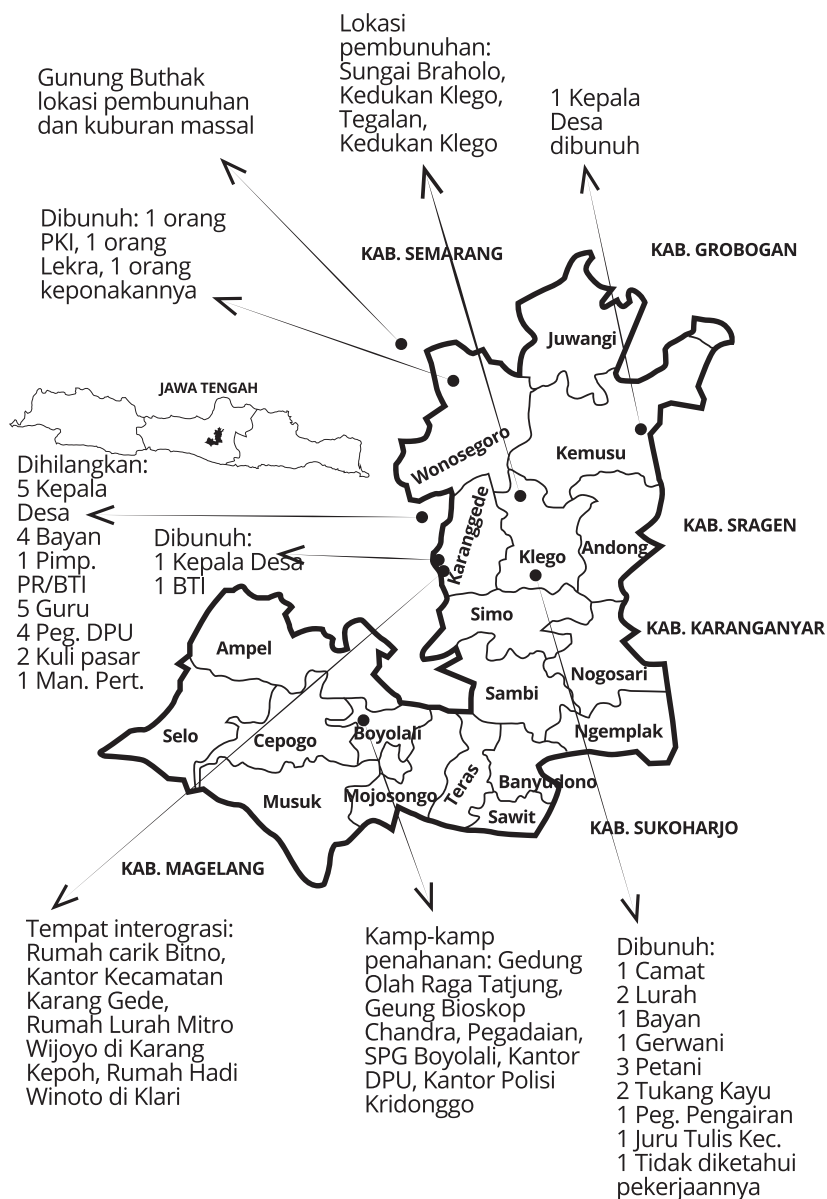 Gunung Buthak
lokasi pembunuhan
dan kuburan massal
Lokasi
pembunuhan:
Sungai Braholo,
Kedukan Klego,
Tegalan,
Kedukan Klego
1 Kepala
Desa
dibunuh
Dibunuh: 1 orang
PKI, 1 orang
Lekra, 1 orang
keponakannya
KAB. SEMARANG
KAB. GROBOGAN
Juwangi
JAWA TENGAH
Wonosegoro
Kemusu
Dihilangkan:
5 Kepala
Desa
4 Bayan
1 Pimp.
PR/BTI
5 Guru
4 Peg. DPU
2 Kuli pasar
1 Man. Pert.
Dibunuh:
1 Kepala Desa
1 BTI
Karanggede
Klego
Andong
KAB. SRAGEN
Simo
KAB. KARANGANYAR
Ampel
Sambi
Nogosari
Selo
Cepogo
Boyolali
Ngemplak
Musuk
Mojosongo
Teras
Banyudono
Sawit
KAB. SUKOHARJO
KAB. MAGELANG
Tempat interograsi:
Rumah carik Bitno,
Kantor Kecamatan
Karang Gede,
Rumah Lurah Mitro
Wijoyo di Karang
Kepoh, Rumah Hadi
Winoto di Klari
Kamp-kamp
penahanan: Gedung
Olah Raga Tatjung,
Geung Bioskop
Chandra, Pegadaian,
SPG Boyolali, Kantor
DPU, Kantor Polisi
Kridonggo
Dibunuh:
1 Camat
2 Lurah
1 Bayan
1 Gerwani
3 Petani
2 Tukang Kayu
1 Peg. Pengairan
1 Juru Tulis Kec.
1 Tidak diketahui
pekerjaannya